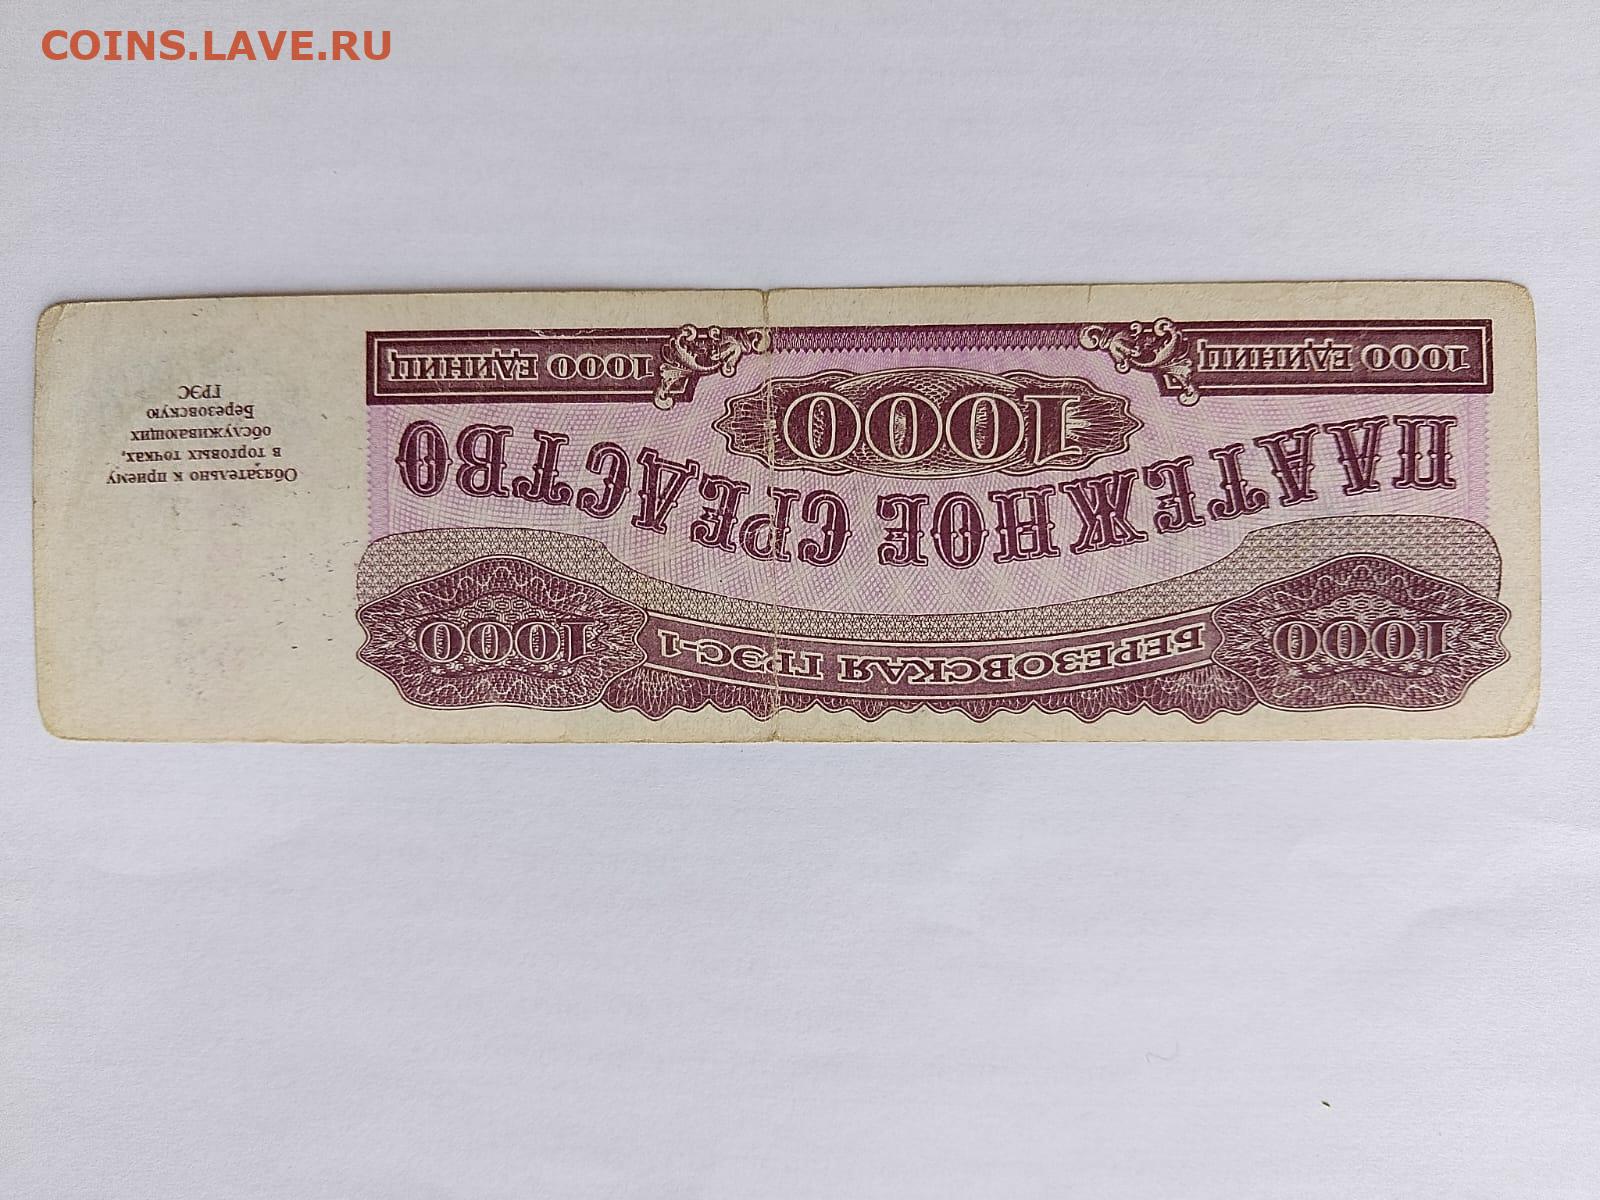 COINS.LAVE.RU
1000
БЕРЕЗОВСКАЯ ГРЭС-1
1000
ПЛАТЕЖНОЕ СРЕДСТВО
1000
1000 ЕДИНИЦ
1000 ЕДИНИЦ
Обязательно к приему
в торговых точках,
обслуживающих
Березовскую
ГРЭС